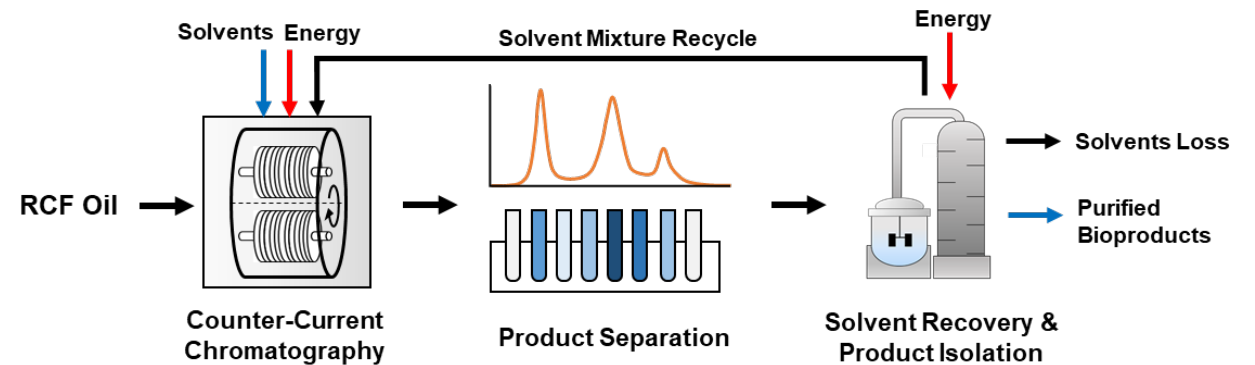 Solvents
Energy
Solvent Mixture Recycle
Energy
RCF Oil
Solvents Loss
Purified
Bioproducts
Counter-Current
Chromatography
Product Separation
Solvent Recovery &
Product Isolation